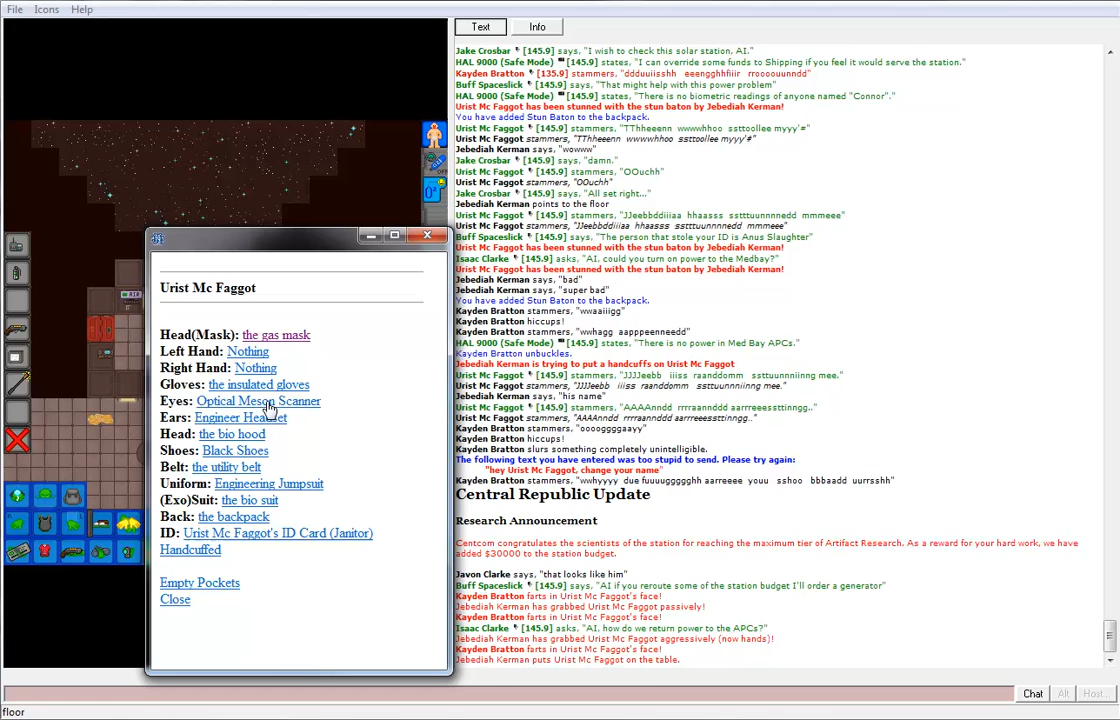 File Icons Help
Text Info
Jake Crosbar [145.9] says, "I wish to check this solar station, AI."
HAL 9000 (Safe Mode) [145.9] states, "I can override some funds to Shipping if you feel it would serve the station."
Kayden Bratton [135.9] stammers, "ddduuiisshh eeengghhfiiir rrooooouunndd"
Buff Spaceslick [145.9] says, "That might help with this power problem"
HAL 9000 (Safe Mode) [145.9] states, "There is no biometric readings of anyone named "Connor"."
Urist Mc Faggot has been stunned with the stun baton by Jebediah Kerman!
You have added Stun Baton to the backpack.
Urist Mc Faggot [145.9] stammers, "TThheeenn wwwwhhoo ssttoollee myyy'#"
Urist Mc Faggot stammers, "TThheeenn wwwwhhoo ssttoollee myyy'#"
Jebediah Kerman says, "wowww"
Jake Crosbar [145.9] says, "damn."
Urist Mc Faggot [145.9] stammers, "OOuchh"
Urist Mc Faggot stammers, "OOuchh"
Jake Crosbar [145.9] says, "All set right..."
Jebediah Kerman points to the floor
Urist Mc Faggot [145.9] stammers, "JJeebbddiiiaa hhaasss sstttuunnnnedd mmmeee"
Urist Mc Faggot stammers, "JJeebbddiiiaa hhaasss sstttuunnnnedd mmmeee"
Buff Spaceslick [145.9] says, "The person that stole your ID is Anus Slaughter"
Urist Mc Faggot has been stunned with the stun baton by Jebediah Kerman!
Isaac Clarke [145.9] asks, "AI, could you turn on power to the Medbay?"
Urist Mc Faggot has been stunned with the stun baton by Jebediah Kerman!
Jebediah Kerman says, "bad"
Jebediah Kerman says, "super bad"
You have added Stun Baton to the backpack.
Kayden Bratton stammers, "wwaaiiigg"
Kayden Bratton hiccups!
Kayden Bratton stammers, "wwhagg aappppeenneedd"
HAL 9000 (Safe Mode) [145.9] states, "There is no power in Med Bay APCs."
Kayden Bratton unbuckles.
Jebediah Kerman is trying to put a handcuffs on Urist Mc Faggot
Urist Mc Faggot [145.9] stammers, "JJJJeebb iiiss raanddomm ssttuunnniinng mee."
Urist Mc Faggot stammers, "JJJJeebb iiiss raanddomm ssttuunnniinng mee."
Jebediah Kerman says, "his name"
Urist Mc Faggot [145.9] stammers, "AAAAndd rrrraanddomm aarrreeessttinngg.."
Urist Mc Faggot stammers, "AAAAndd rrrraanddomm aarrreeessttinngg.."
Kayden Bratton stammers, "ooooggggaayy"
Kayden Bratton hiccups!
Kayden Bratton slurs something completely unintelligible.
The following text you have entered was too stupid to send. Please try again:
"hey Urist Mc Faggot, change your name"
Kayden Bratton stammers, "wwhyyyy due fuuuuggggghh aarreeee youu sshoo bbbaadd uurrsshh"
Central Republic Update
Research Announcement
Centcom congratulates the scientists of the station for reaching the maximum tier of Artifact Research. As a reward for your hard work, we have
added $30000 to the station budget.
Javon Clarke says, "that looks like him"
Buff Spaceslick [145.9] says, "AI if you reroute some of the station budget I'll order a generator"
Kayden Bratton farts in Urist Mc Faggot's face!
Jebediah Kerman has grabbed Urist Mc Faggot passively!
Kayden Bratton farts in Urist Mc Faggot's face!
Isaac Clarke [145.9] asks, "AI, how do we return power to the APCs?"
Jebediah Kerman has grabbed Urist Mc Faggot aggressively (now hands)!
Kayden Bratton farts in Urist Mc Faggot's face!
Jebediah Kerman puts Urist Mc Faggot on the table.
Urist Mc Faggot
Head(Mask): the gas mask
Left Hand: Nothing
Right Hand: Nothing
Gloves: the insulated gloves
Eyes: Optical Meson Scanner
Ears: Engineer Headset
Head: the bio hood
Shoes: Black Shoes
Belt: the utility belt
Uniform: Engineering Jumpsuit
(Exo)Suit: the bio suit
Back: the backpack
ID: Urist Mc Faggot's ID Card (Janitor)
Handcuffed
Empty Pockets
Close
Chat Alt Host...
floor